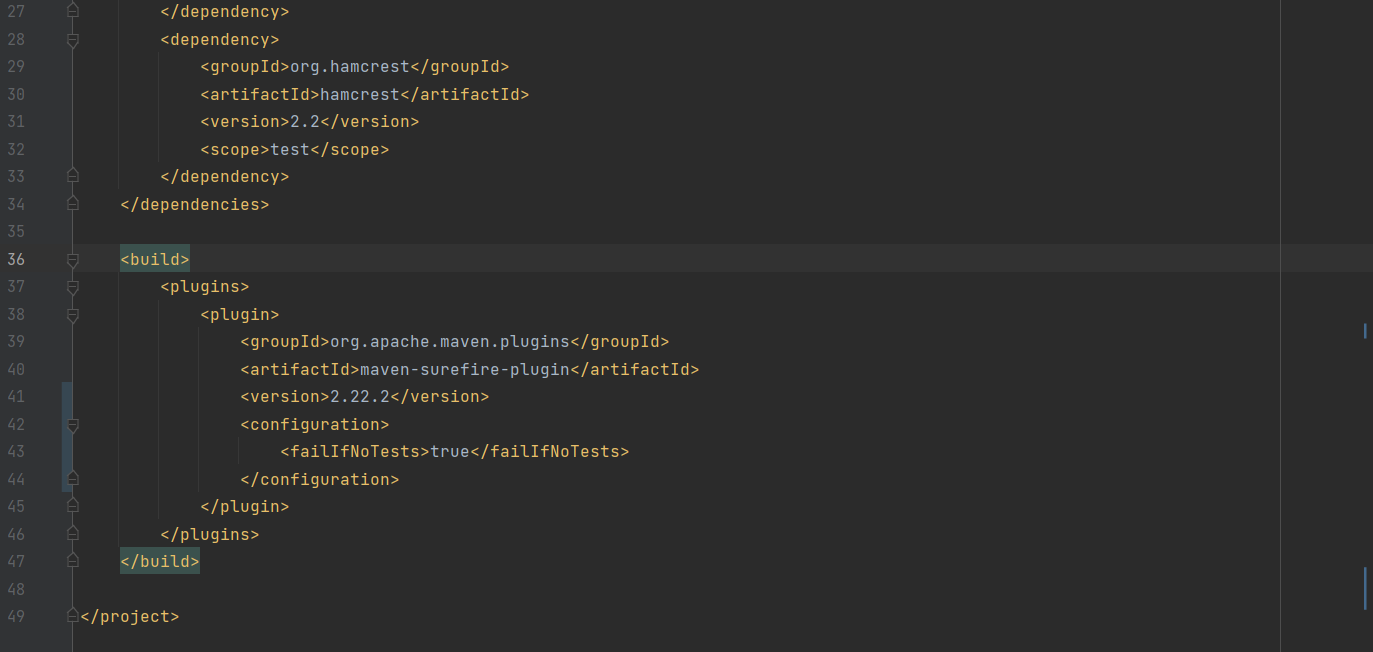 27 </dependency>
28 <dependency>
29 <groupId>org.hamcrest</groupId>
30 <artifactId>hamcrest</artifactId>
31 <version>2.2</version>
32 <scope>test</scope>
33 </dependency>
34 </dependencies>
35
36 <build>
37 <plugins>
38 <plugin>
39 <groupId>org.apache.maven.plugins</groupId>
40 <artifactId>maven-surefire-plugin</artifactId>
41 <version>2.22.2</version>
42 <configuration>
43 <failIfNoTests>true</failIfNoTests>
44 </configuration>
45 </plugin>
46 </plugins>
47 </build>
48
49 </project>